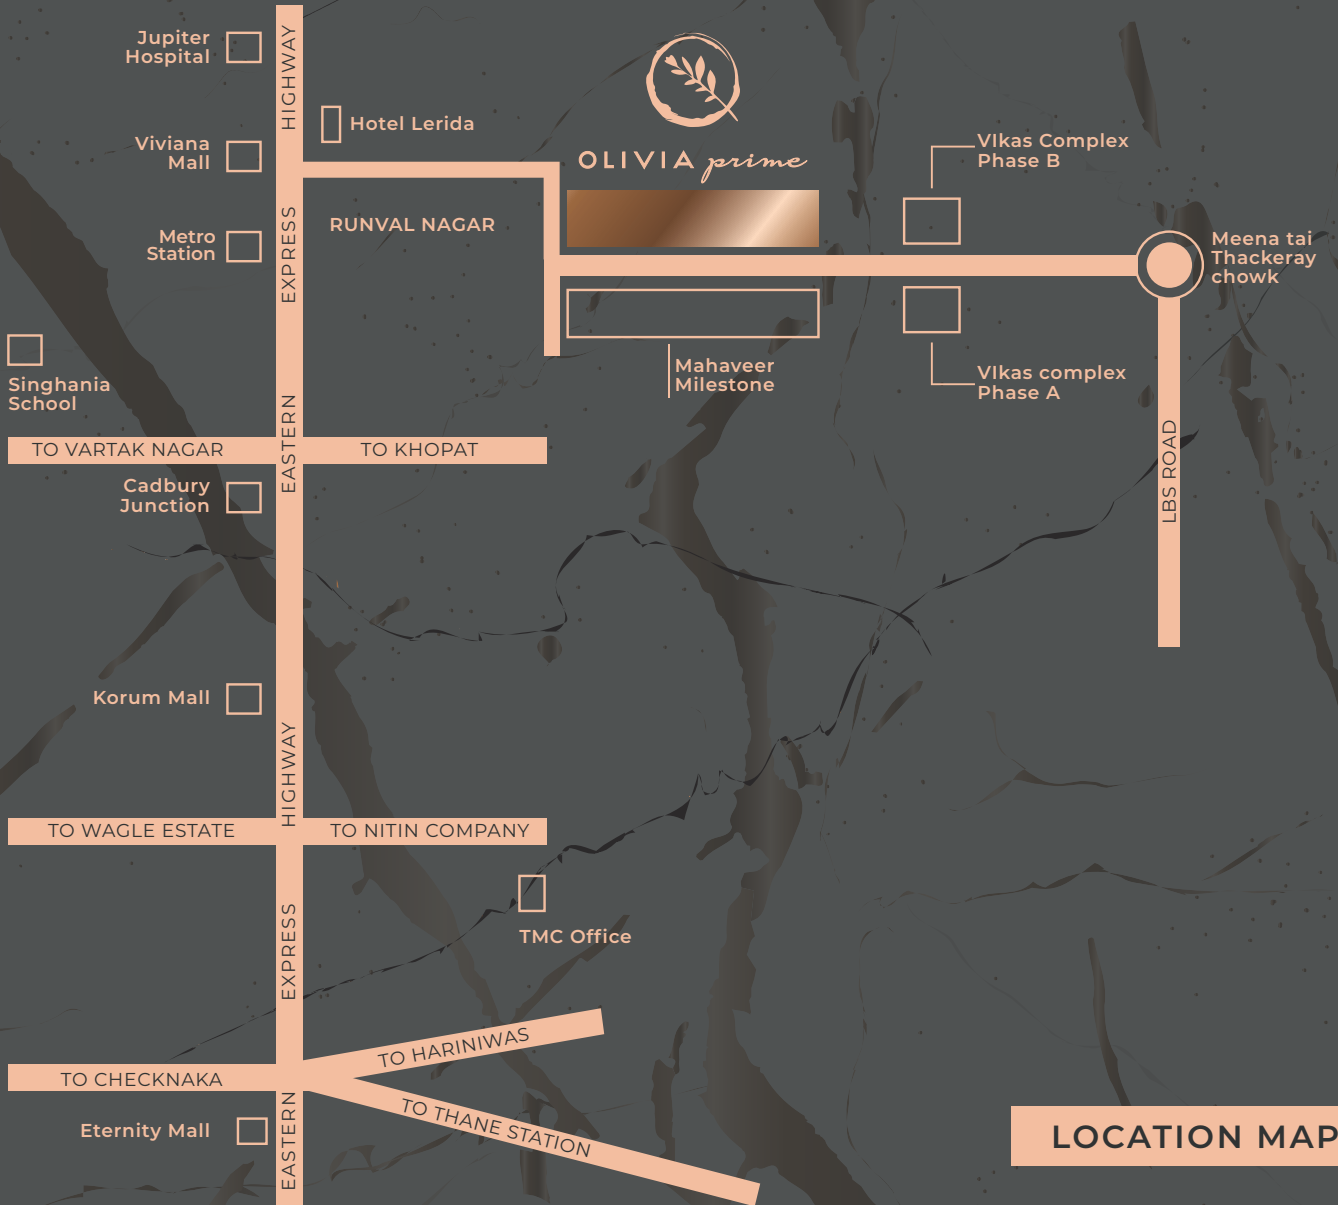 Jupiter
Hospital
HIGHWAY
Hotel Lerida
OLIVIA prime
VIkas Complex
Phase B
Viviana
Mall
RUNVAL NAGAR
Metro
Station
EXPRESS
Meena tai
Thackeray
chowk
Singhania
School
Mahaveer
Milestone
VIkas complex
Phase A
EASTERN
TO VARTAK NAGAR
TO KHOPAT
LBS ROAD
Cadbury
Junction
Korum Mall
HIGHWAY
TO WAGLE ESTATE
TO NITIN COMPANY
EXPRESS
TMC Office
TO HARINIWAS
TO CHECKNAKA
TO THANE STATION
Eternity Mall
EASTERN
LOCATION MAP